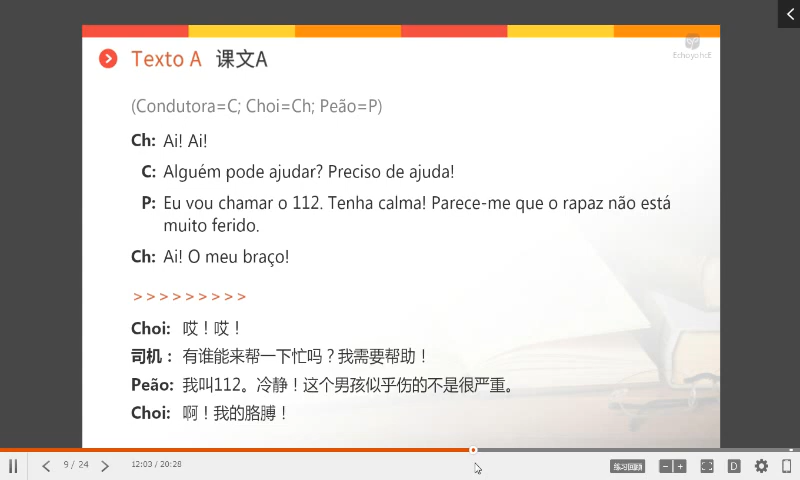 Texto A 课文A
EchoyohcE
(Condutora=C; Choi=Ch; Peão=P)
Ch: Ai! Ai!
C: Alguém pode ajudar? Preciso de ajuda!
P: Eu vou chamar o 112. Tenha calma! Parece-me que o rapaz não está
muito ferido.
Ch: Ai! O meu braço!
>>>>>>>>>
Choi: 哎！哎！
司机： 有谁能来帮一下忙吗？我需要帮助！
Peão: 我叫112。冷静！这个男孩似乎伤的不是很严重。
Choi: 啊！我的胳膊！
9 / 24
12:03 / 20:28
练习回顾
D